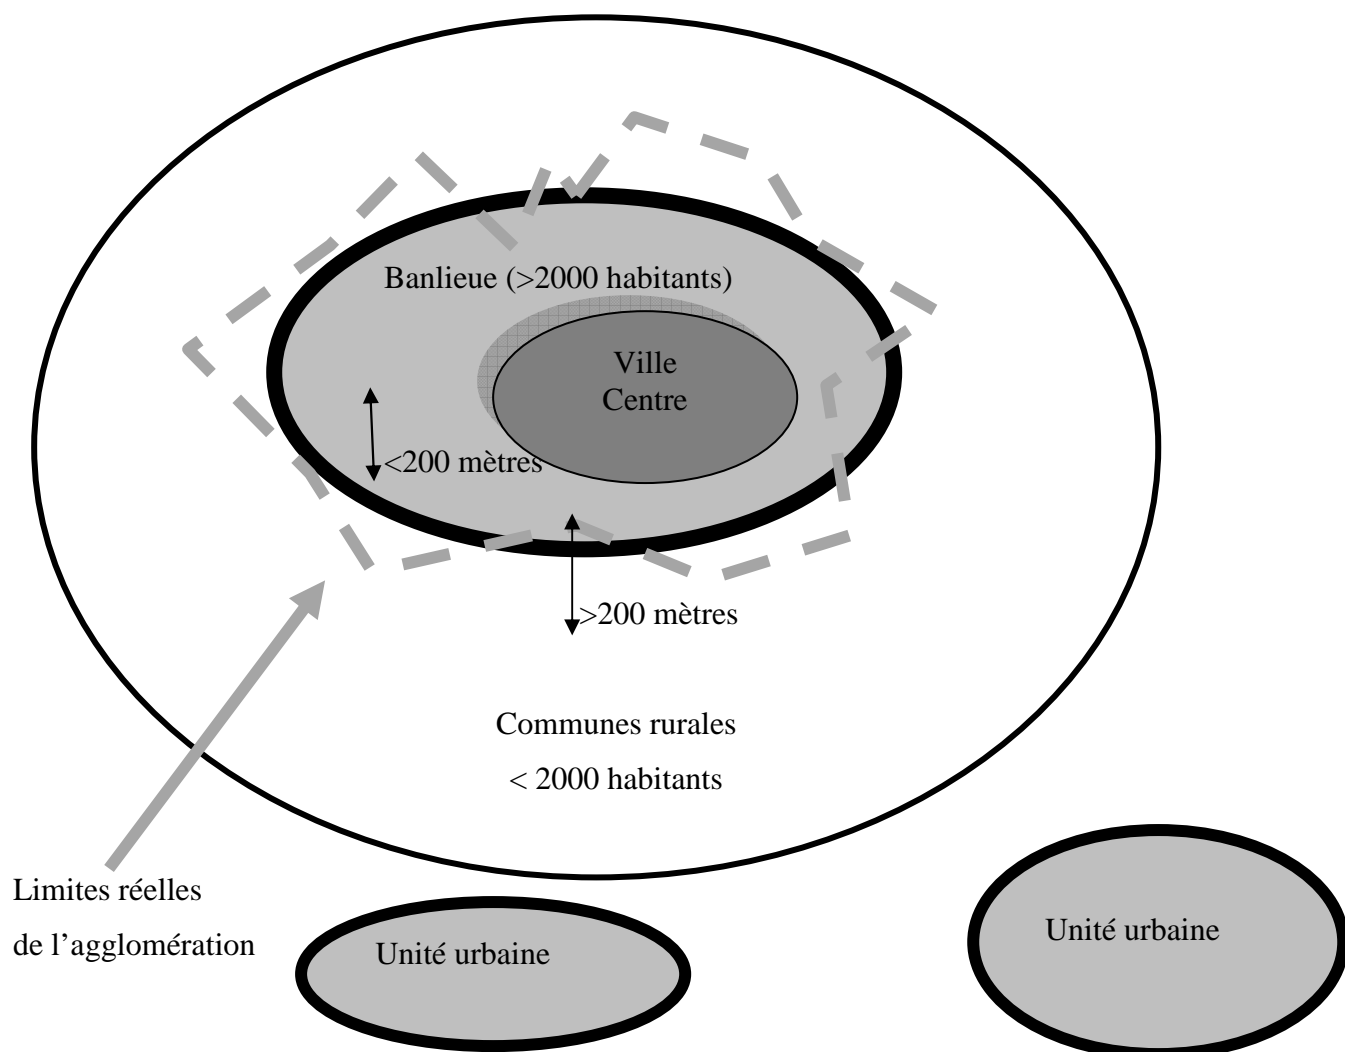 Banlieue (>2000 habitants)
Ville
Centre
<200 mètres
>200 mètres
Communes rurales
< 2000 habitants
Limites réelles
de l’agglomération
Unité urbaine
Unité urbaine